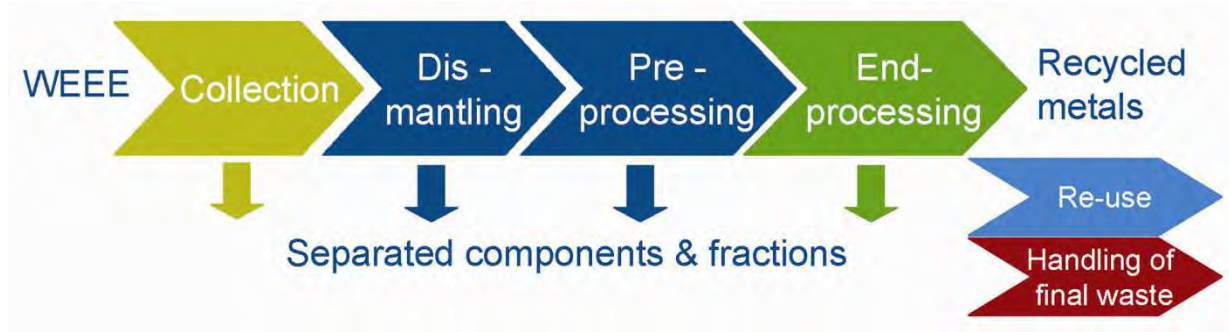 WEEE
Collection
Dis -
mantling
Pre -
processing
End-
processing
Recycled
metals
Re-use
Handling of
final waste
Separated components & fractions